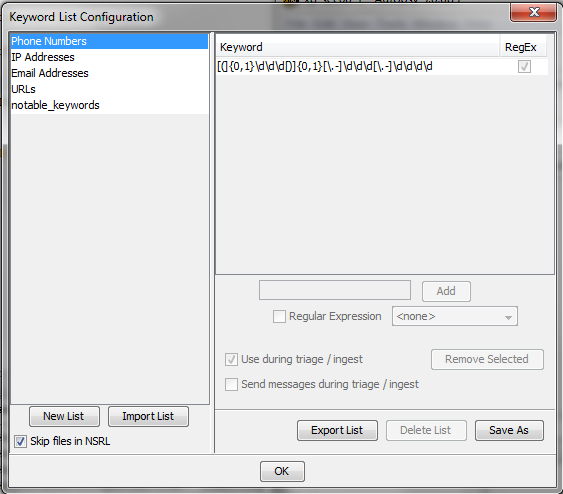 Keyword List Configuration
Phone Numbers
IP Addresses
Email Addresses
URLs
notable_keywords
Keyword RegEx
[(]{0,1}\d\d\d[)]{0,1}[\.-]\d\d\d[\.-]\d\d\d\d
Add
Regular Expression <none>
Use during triage / ingest Remove Selected
Send messages during triage / ingest
New List Import List
Skip files in NSRL
Export List Delete List Save As
OK